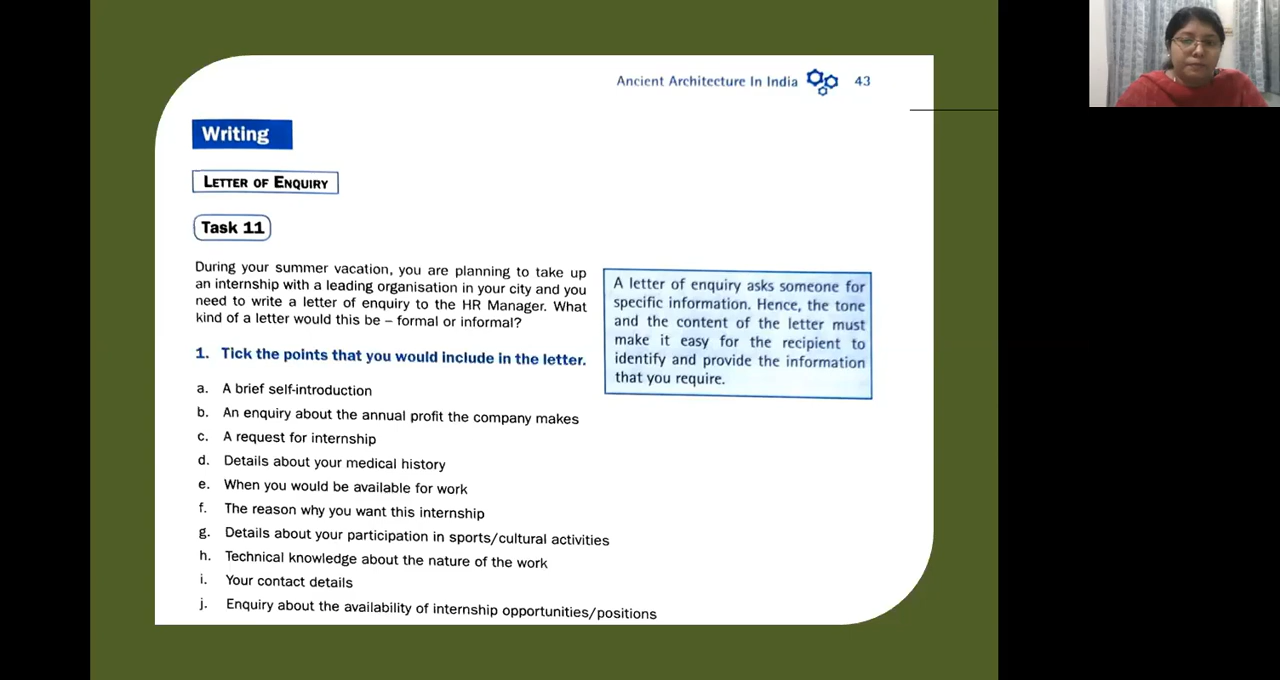 Ancient Architecture In India 43
Writing
LETTER OF ENQUIRY
Task 11
During your summer vacation, you are planning to take up
an internship with a leading organisation in your city and you
need to write a letter of enquiry to the HR Manager. What
kind of a letter would this be – formal or informal?
A letter of enquiry asks someone for
specific information. Hence, the tone
and the content of the letter must
make it easy for the recipient to
identify and provide the information
that you require.
1. Tick the points that you would include in the letter.
a. A brief self-introduction
b. An enquiry about the annual profit the company makes
c. A request for internship
d. Details about your medical history
e. When you would be available for work
f. The reason why you want this internship
g. Details about your participation in sports/cultural activities
h. Technical knowledge about the nature of the work
i. Your contact details
j. Enquiry about the availability of internship opportunities/positions